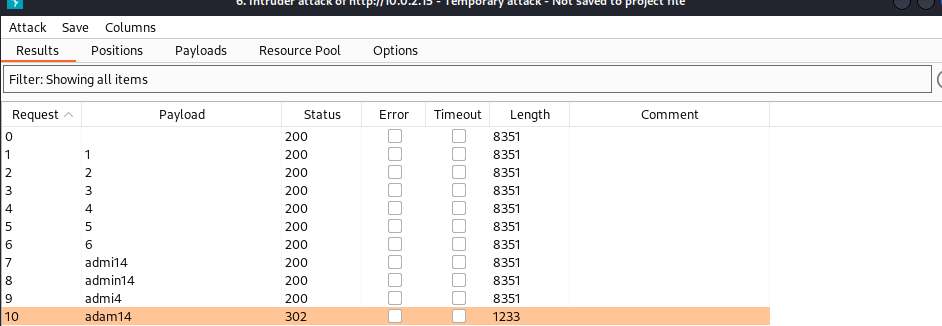 6. Intruder attack of http://10.0.2.15 - Temporary attack - Not saved to project file
Attack Save Columns
Results Positions Payloads Resource Pool Options
Filter: Showing all items
Request Payload Status Error Timeout Length Comment
0 200 8351
1 1 200 8351
2 2 200 8351
3 3 200 8351
4 4 200 8351
5 5 200 8351
6 6 200 8351
7 admi14 200 8351
8 admin14 200 8351
9 admi4 200 8351
10 adam14 302 1233